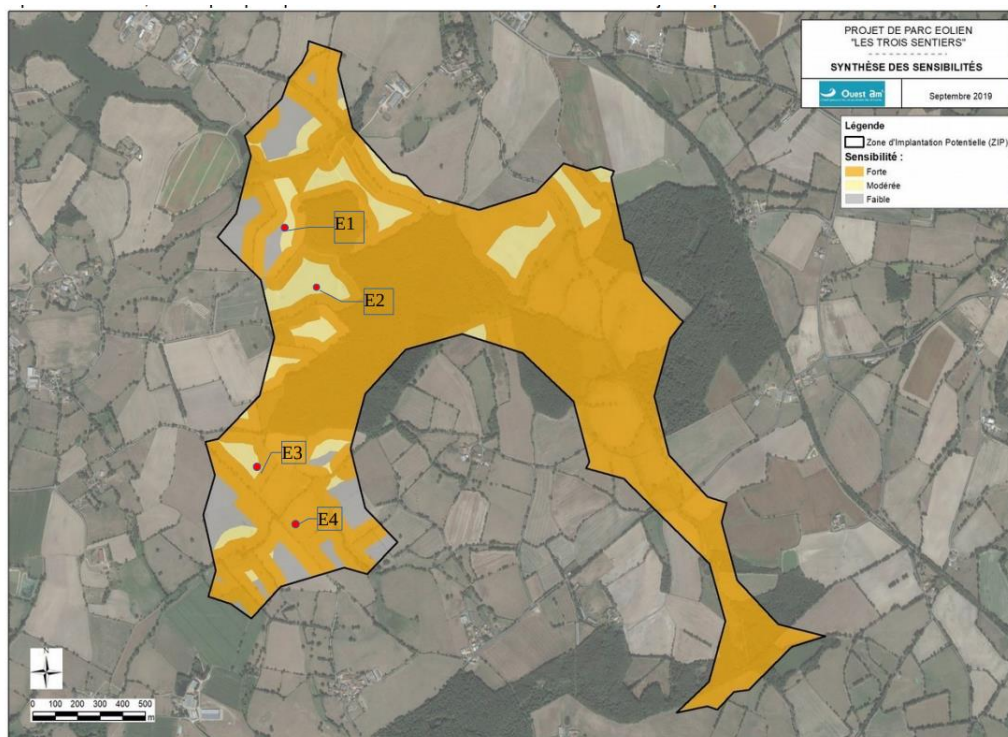 PROJET DE PARC EOLIEN
"LES TROIS SENTIERS"
SYNTHÈSE DES SENSIBILITÉS
Ouest Am'
Septembre 2019
Légende
Zone d'Implantation Potentielle (ZIP)
Sensibilité :
Forte
Modérée
Faible
E1
E2
E3
E4
N
0 100 200 300 400 500
m